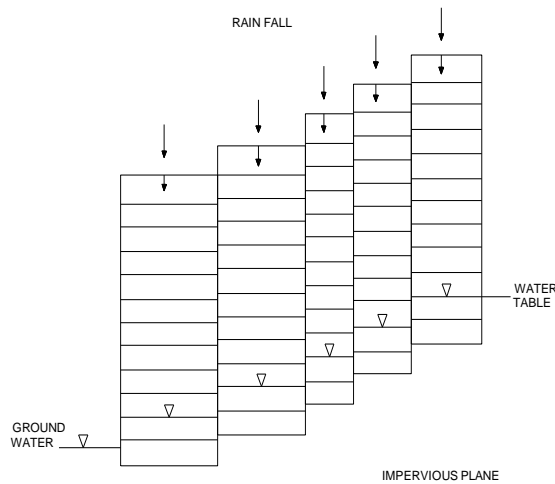 RAIN FALL
WATER
TABLE
GROUND
WATER
IMPERVIOUS PLANE